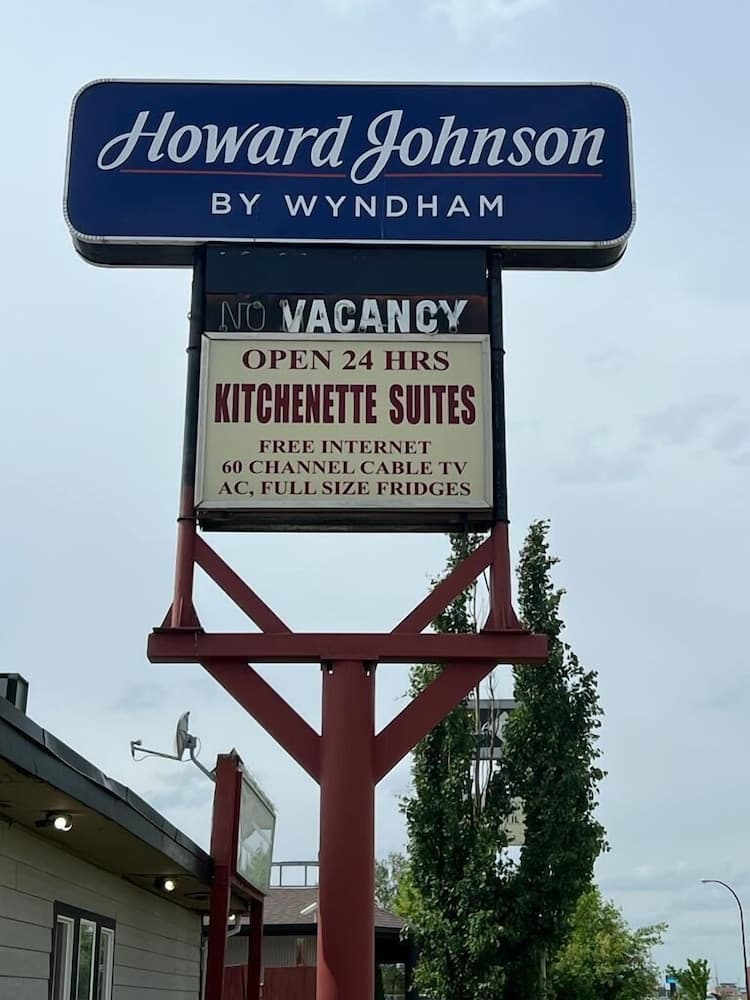 Howard Johnson
BY WYNDHAM
NO VACANCY
OPEN 24 HRS
KITCHENETTE SUITES
FREE INTERNET
60 CHANNEL CABLE TV
AC, FULL SIZE FRIDGES